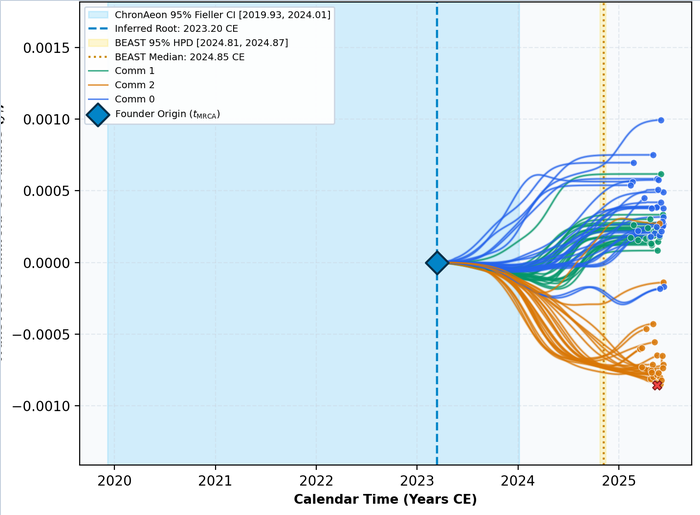 ChronAeon 95% Fieller CI [2019.93, 2024.01]
Inferred Root: 2023.20 CE
BEAST 95% HPD [2024.81, 2024.87]
BEAST Median: 2024.85 CE
Comm 1
Comm 2
Comm 0
Founder Origin (tMRCA)
0.0015
0.0010
0.0005
0.0000
−0.0005
−0.0010
2020 2021 2022 2023 2024 2025
Calendar Time (Years CE)